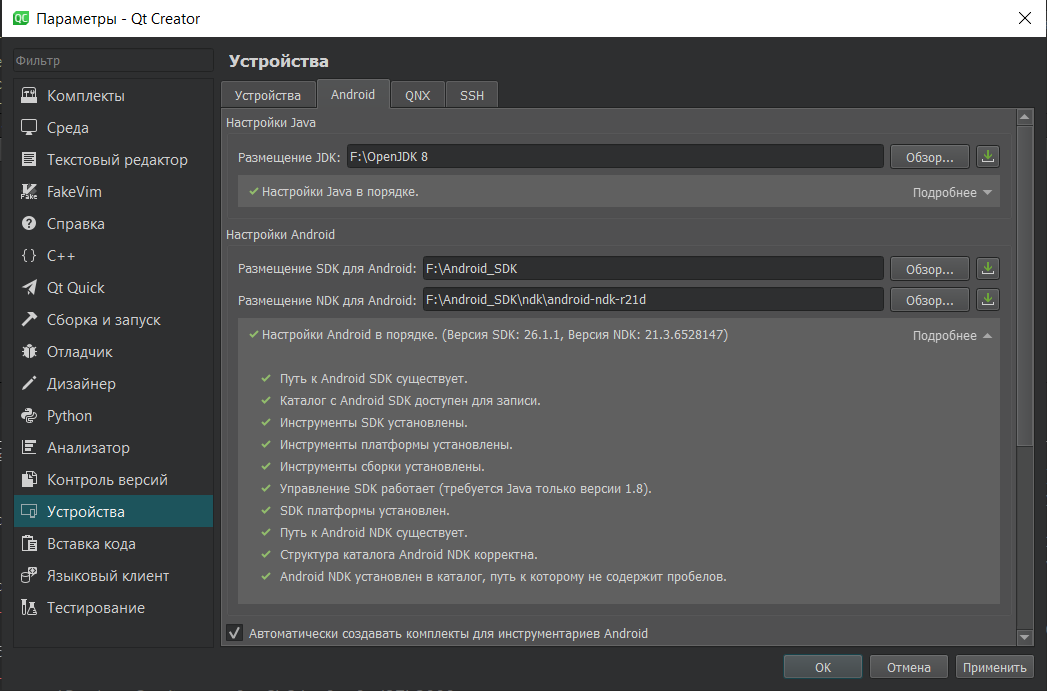 QC Параметры - Qt Creator
Фильтр
Комплекты
Среда
Текстовый редактор
FakeVim
Справка
C++
Qt Quick
Сборка и запуск
Отладчик
Дизайнер
Python
Анализатор
Контроль версий
Устройства
Вставка кода
Языковый клиент
Тестирование
Устройства
Устройства Android QNX SSH
Настройки Java
Размещение JDK: F:\OpenJDK 8 Обзор...
Настройки Java в порядке. Подробнее
Настройки Android
Размещение SDK для Android: F:\Android_SDK Обзор...
Размещение NDK для Android: F:\Android_SDK\ndk\android-ndk-r21d Обзор...
Настройки Android в порядке. (Версия SDK: 26.1.1, Версия NDK: 21.3.6528147) Подробнее
Путь к Android SDK существует.
Каталог с Android SDK доступен для записи.
Инструменты SDK установлены.
Инструменты платформы установлены.
Инструменты сборки установлены.
Управление SDK работает (требуется Java только версии 1.8).
SDK платформы установлен.
Путь к Android NDK существует.
Структура каталога Android NDK корректна.
Android NDK установлен в каталог, путь к которому не содержит пробелов.
Автоматически создавать комплекты для инструментариев Android
ОК Отмена Применить